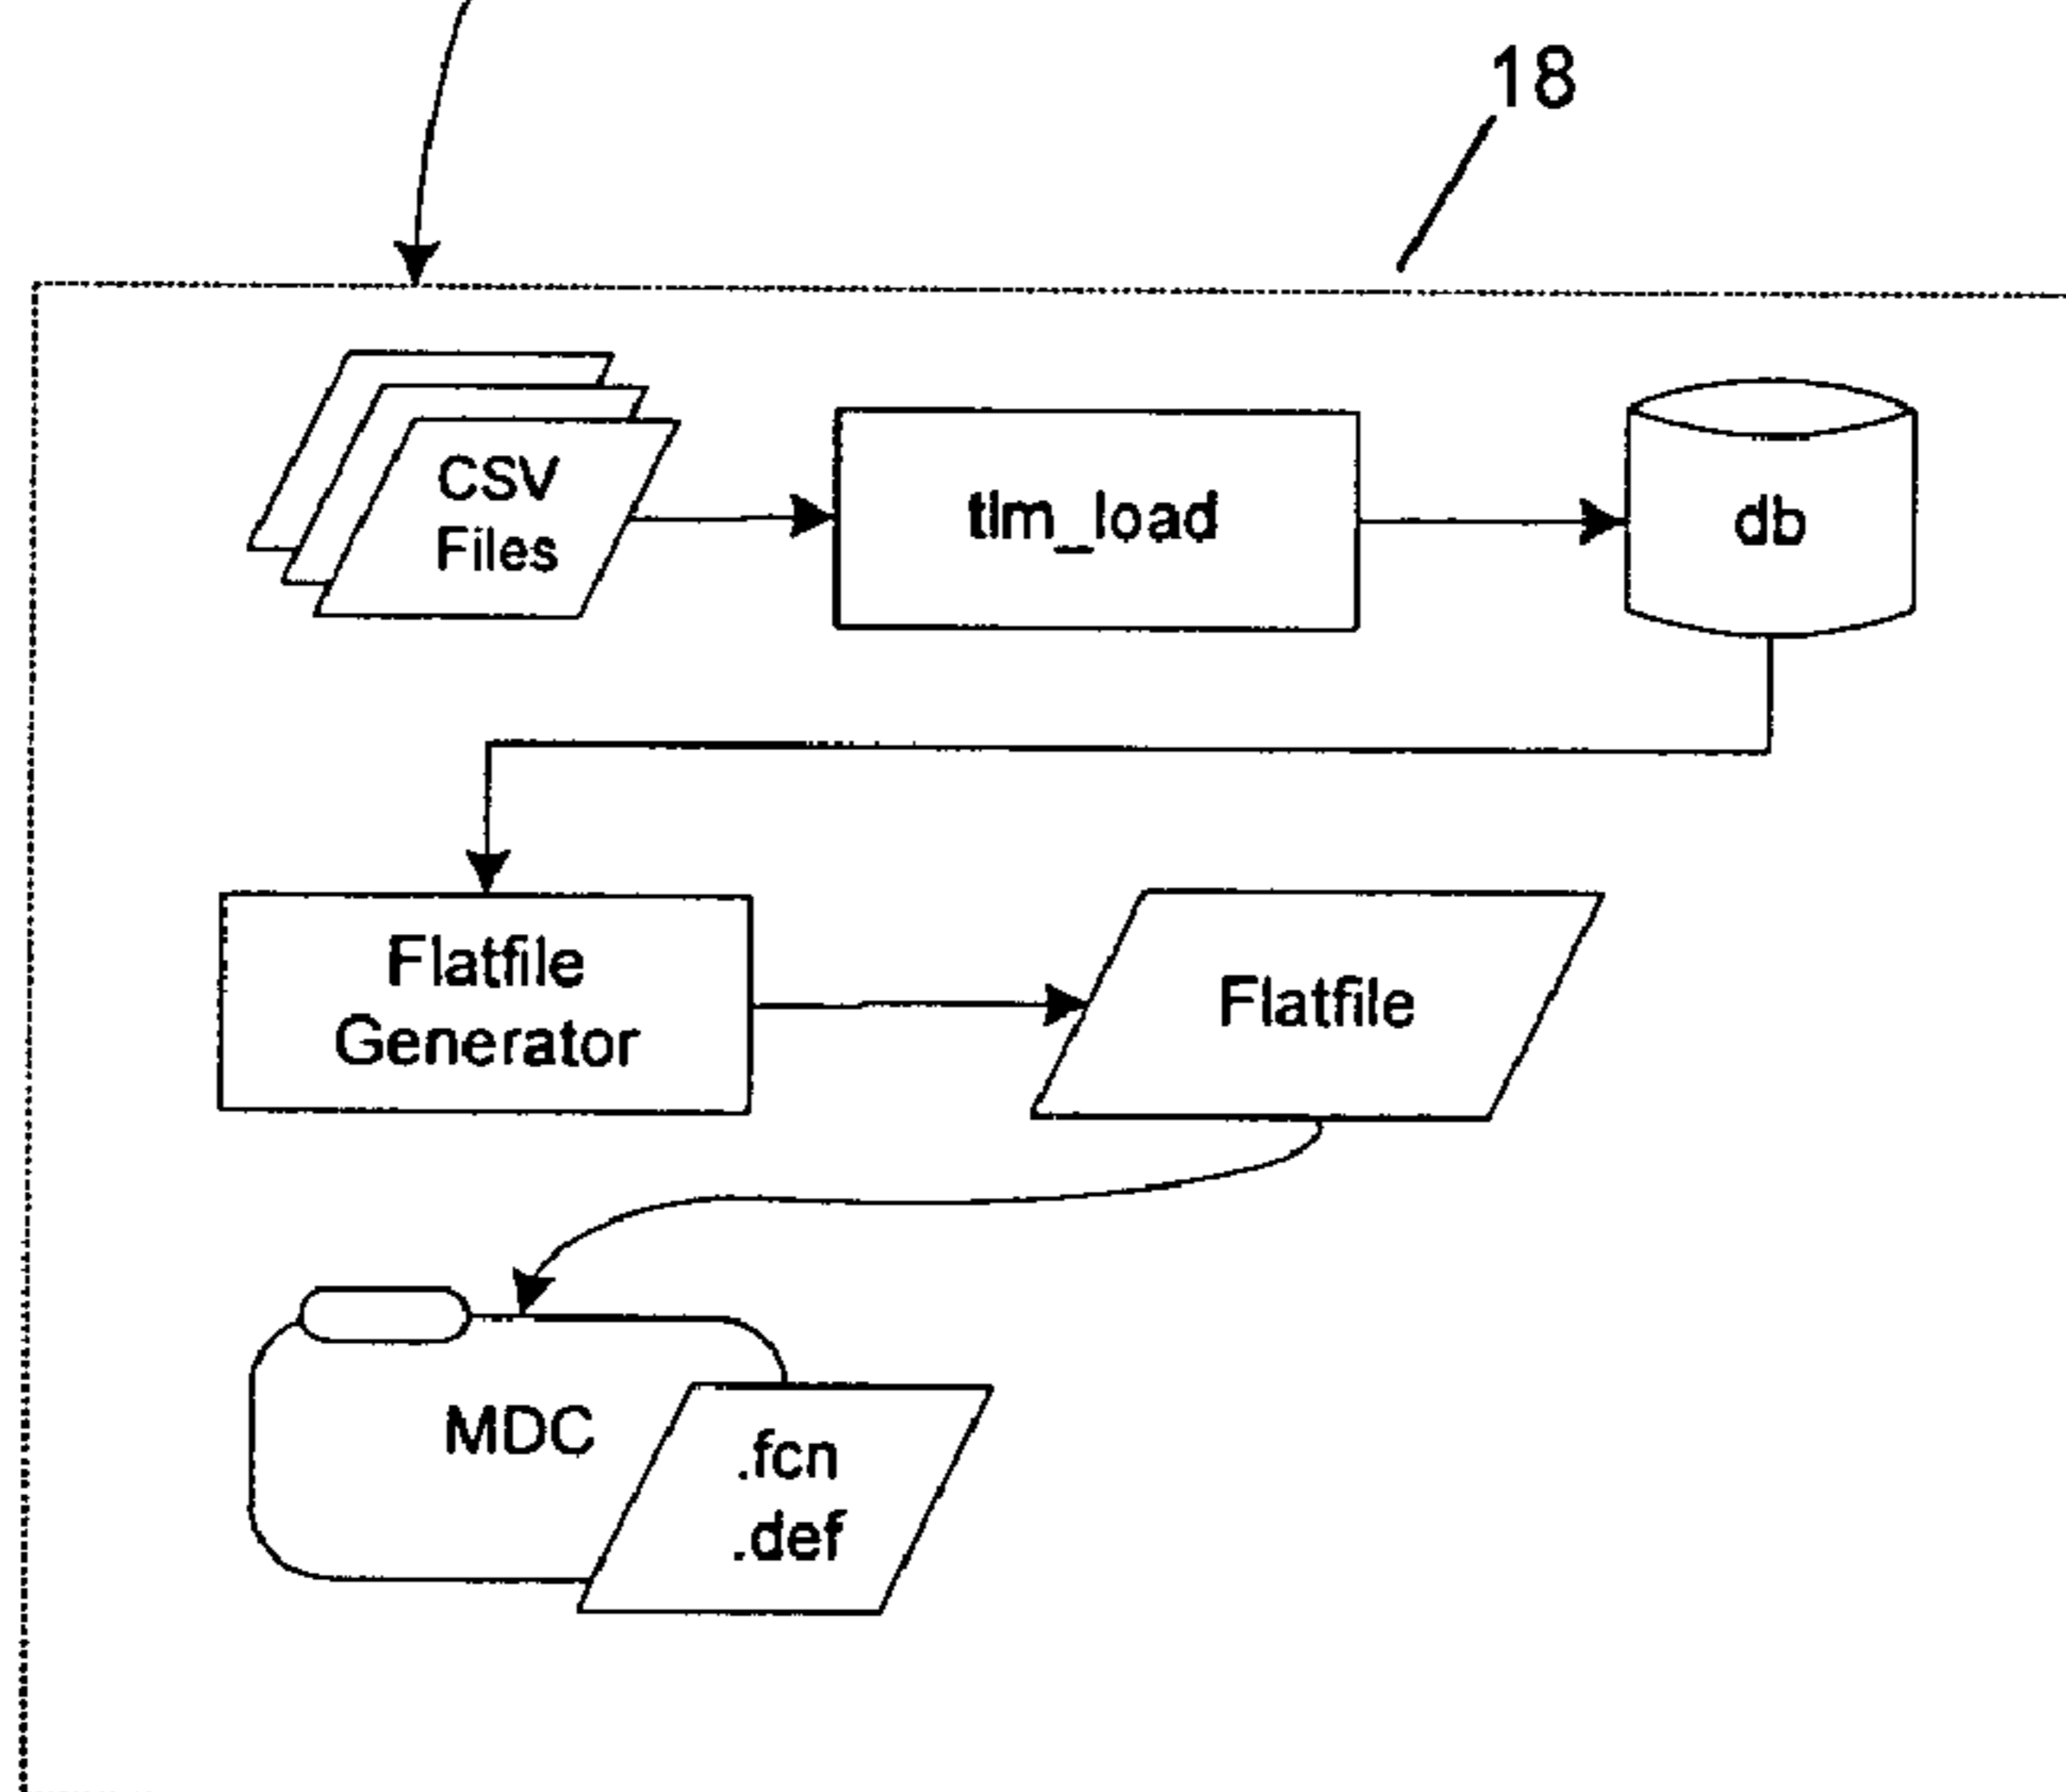 18
CSV
Files
tlm_load
db
Flatfile
Generator
Flatfile
MDC
.fcn
.def